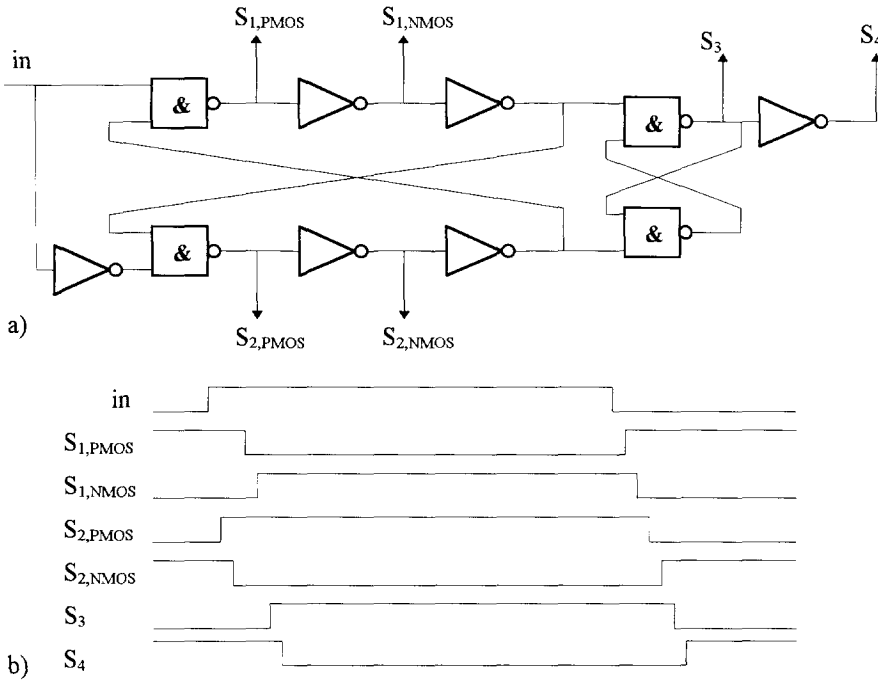 S1,PMOS S1,NMOS S3 S4
in
& &
& &
S2,PMOS S2,NMOS
a)
in
S1,PMOS
S1,NMOS
S2,PMOS
S2,NMOS
S3
b) S4